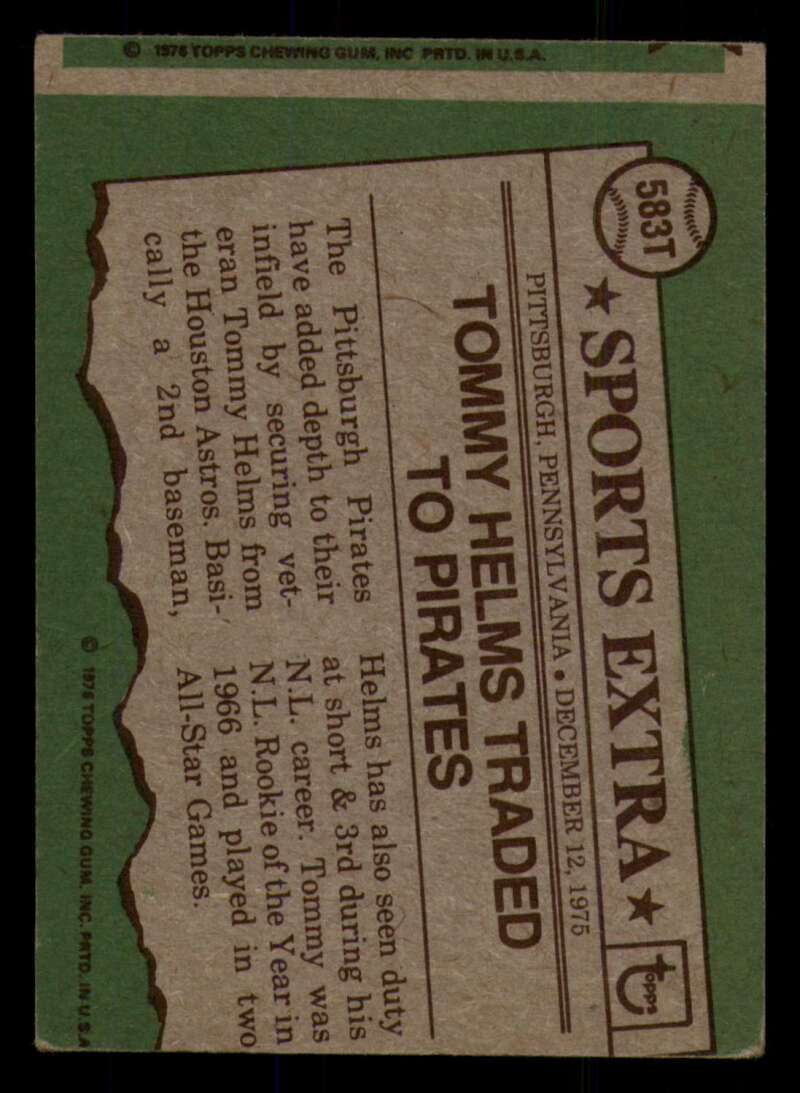 © 1976 TOPPS CHEWING GUM, INC PRTD. IN U.S.A.
583T
★ SPORTS EXTRA ★
topps
PITTSBURGH, PENNSYLVANIA • DECEMBER 12, 1975
TOMMY HELMS TRADED
TO PIRATES
The Pittsburgh Pirates
have added depth to their
infield by securing vet-
eran Tommy Helms from
the Houston Astros. Basi-
cally a 2nd baseman,
Helms has also seen duty
at short & 3rd during his
N.L. career. Tommy was
N.L. Rookie of the Year in
1966 and played in two
All-Star Games.
© 1976 TOPPS CHEWING GUM, INC. PRTD. IN U.S.A